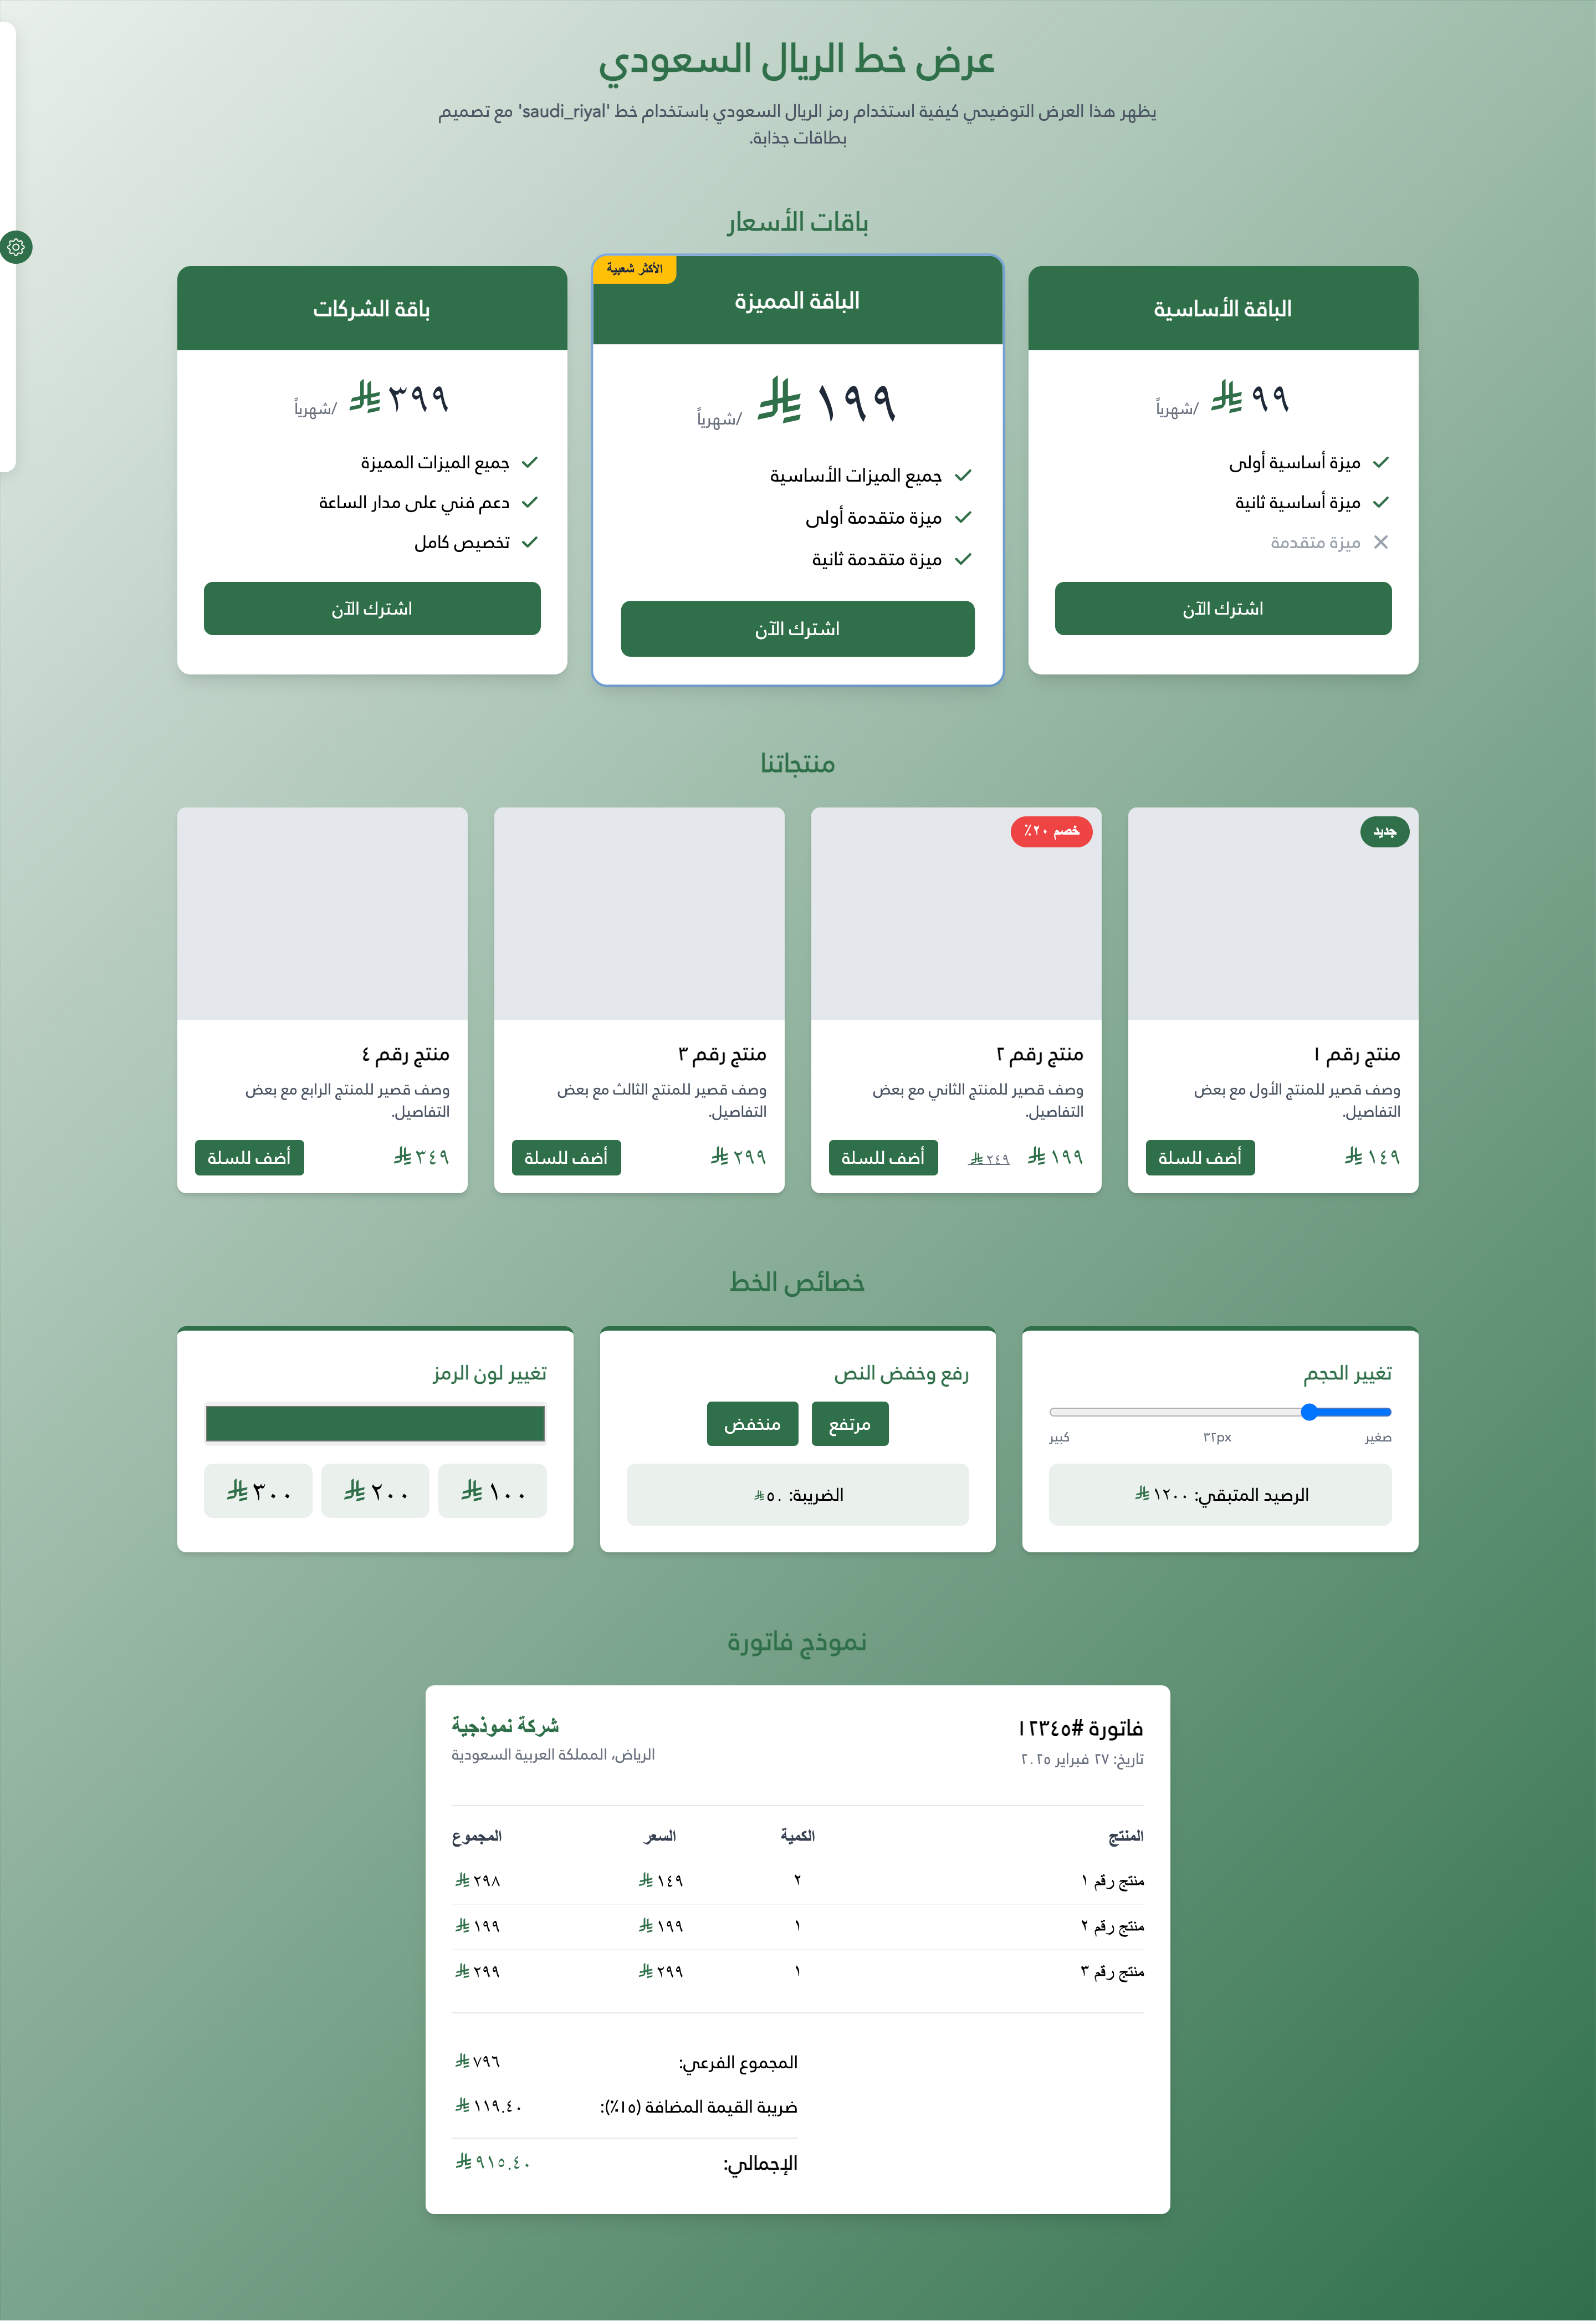 عرض خط الريال السعودي
يظهر هذا العرض التوضيحي كيفية استخدام رمز الريال السعودي باستخدام خط 'saudi_riyal' مع تصميم
بطاقات جذابة.
باقات الأسعار
الباقة الأساسية
٩٩ /شهرياً
ميزة أساسية أولى
ميزة أساسية ثانية
ميزة متقدمة
اشترك الآن
الأكثر شعبية
الباقة المميزة
١٩٩ /شهرياً
جميع الميزات الأساسية
ميزة متقدمة أولى
ميزة متقدمة ثانية
اشترك الآن
باقة الشركات
٣٩٩ /شهرياً
جميع الميزات المميزة
دعم فني على مدار الساعة
تخصيص كامل
اشترك الآن
منتجاتنا
جديد
منتج رقم ١
وصف قصير للمنتج الأول مع بعض
التفاصيل.
١٤٩ أضف للسلة
خصم ٢٠٪
منتج رقم ٢
وصف قصير للمنتج الثاني مع بعض
التفاصيل.
١٩٩ ٢٤٩ أضف للسلة
منتج رقم ٣
وصف قصير للمنتج الثالث مع بعض
التفاصيل.
٢٩٩ أضف للسلة
منتج رقم ٤
وصف قصير للمنتج الرابع مع بعض
التفاصيل.
٣٤٩ أضف للسلة
خصائص الخط
تغيير الحجم
صغير ٣٢px كبير
الرصيد المتبقي: ١٢٠٠
رفع وخفض النص
مرتفع منخفض
الضريبة: ٥٠
تغيير لون الرمز
١٠٠ ٢٠٠ ٣٠٠
نموذج فاتورة
فاتورة #١٢٣٤٥
تاريخ: ٢٧ فبراير ٢٠٢٥
شركة نموذجية
الرياض، المملكة العربية السعودية
المنتج الكمية السعر المجموع
منتج رقم ١ ٢ ١٤٩ ٢٩٨
منتج رقم ٢ ١ ١٩٩ ١٩٩
منتج رقم ٣ ١ ٢٩٩ ٢٩٩
المجموع الفرعي: ٧٩٦
ضريبة القيمة المضافة (١٥٪): ١١٩.٤٠
الإجمالي: ٩١٥.٤٠